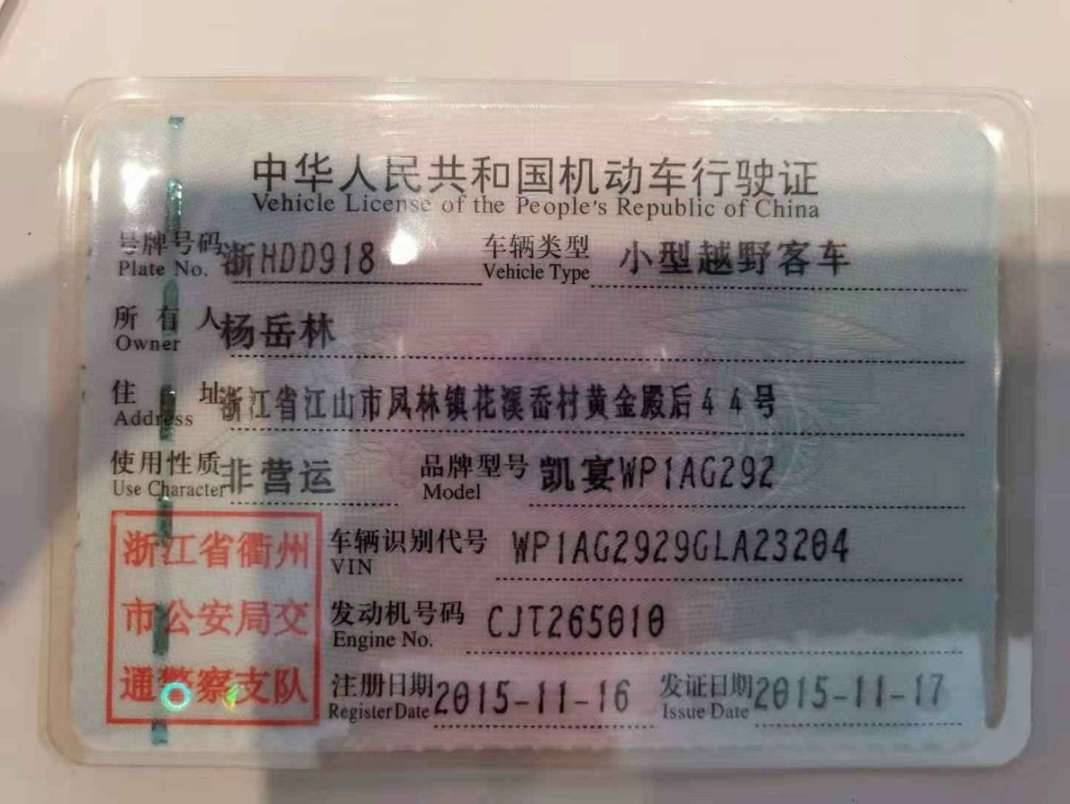 中华人民共和国机动车行驶证
Vehicle License of the People's Republic of China
号牌号码 浙HDD918 车辆类型 小型越野客车
Plate No. Vehicle Type
所有人 杨岳林
Owner
住址 浙江省江山市凤林镇花溪岙村黄金殿后44号
Address
使用性质 非营运 品牌型号 凯宴WP1AG292
Use Character Model
浙江省衢州
市公安局交
通警察支队
车辆识别代号 WP1AG2929GLA23204
VIN
发动机号码 CJT265010
Engine No.
注册日期 2015-11-16 发证日期 2015-11-17
Register Date Issue Date